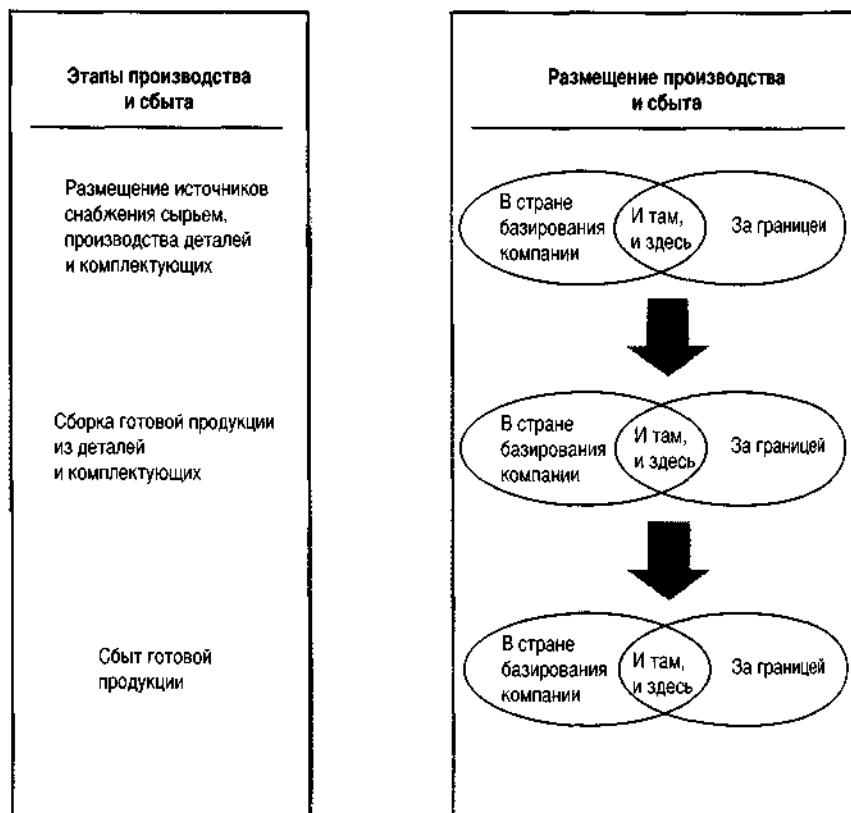 Этапы производства
и сбыта
Размещение источников
снабжения сырьем,
производства деталей
и комплектующих
Сборка готовой продукции
из деталей
и комплектующих
Сбыт готовой
продукции
Размещение производства
и сбыта
В стране
базирования
компании
И там,
и здесь
За границей
В стране
базирования
компании
И там,
и здесь
За границей
В стране
базирования
компании
И там,
и здесь
За границей